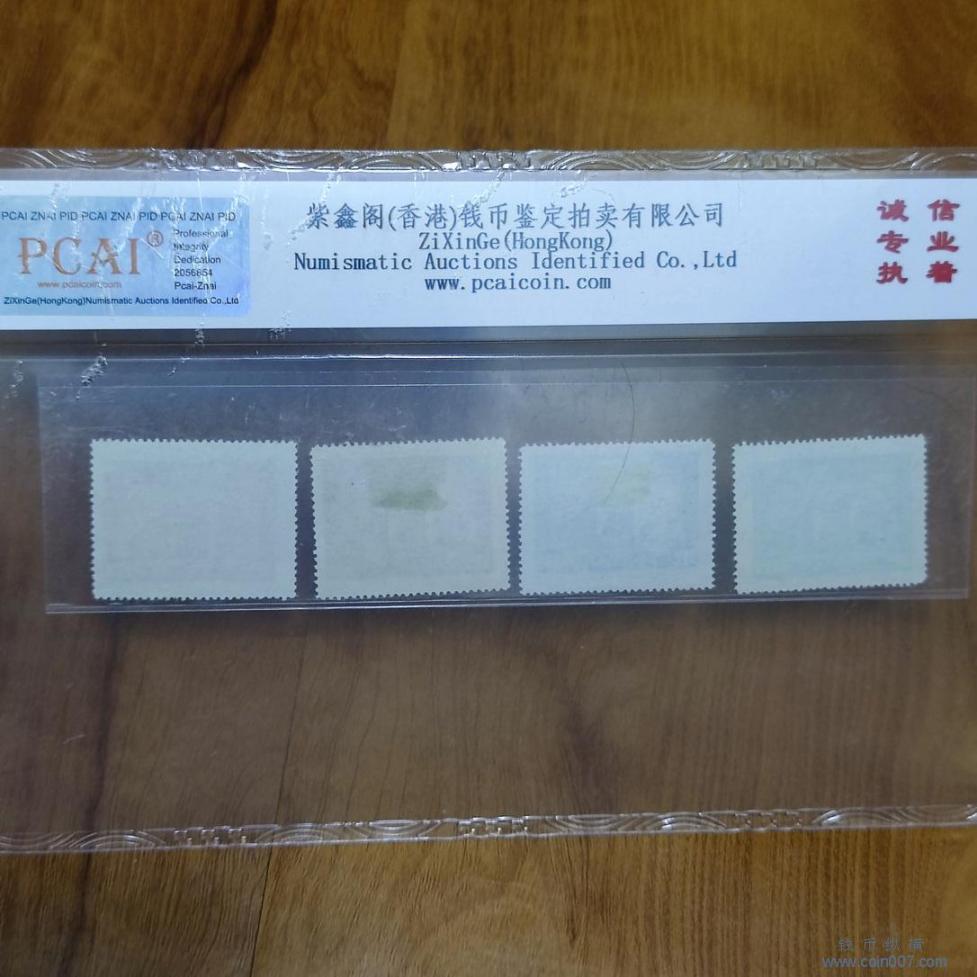 PCAI ZNAI PID PCAI ZNAI PID PCAI ZNAI PID
PCAI®
www.pcaicoin.com
Professional
Integrity
Dedication
2056864
Pcai-Znai
ZiXinGe(HongKong)Numismatic Auctions Identified Co.,Ltd
紫鑫阁(香港)钱币鉴定拍卖有限公司
ZiXinGe(HongKong)
Numismatic Auctions Identified Co.,Ltd
www.pcaicoin.com
诚信
专业
执着
钱币纵横
www.coin007.com